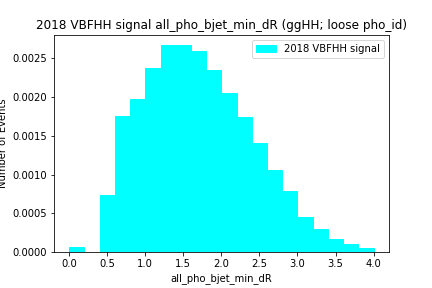 2018 VBFHH signal all_pho_bjet_min_dR (ggHH; loose pho_id)
2018 VBFHH signal
Number of Events
0.0025
0.0020
0.0015
0.0010
0.0005
0.0000
0.0 0.5 1.0 1.5 2.0 2.5 3.0 3.5 4.0
all_pho_bjet_min_dR